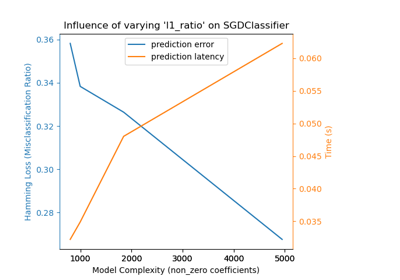 Influence of varying 'l1_ratio' on SGDClassifier
prediction error
prediction latency
Hamming Loss (Misclassification Ratio)
0.36
0.34
0.32
0.30
0.28
0.060
0.055
0.050
0.045
0.040
0.035
Time (s)
1000 2000 3000 4000 5000
Model Complexity (non_zero coefficients)